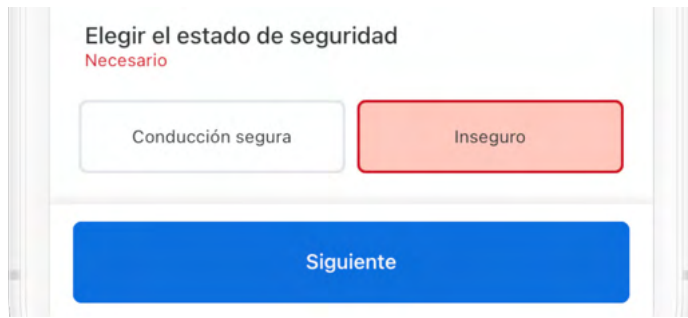 Elegir el estado de seguridad
Necesario
Conducción segura
Inseguro
Siguiente